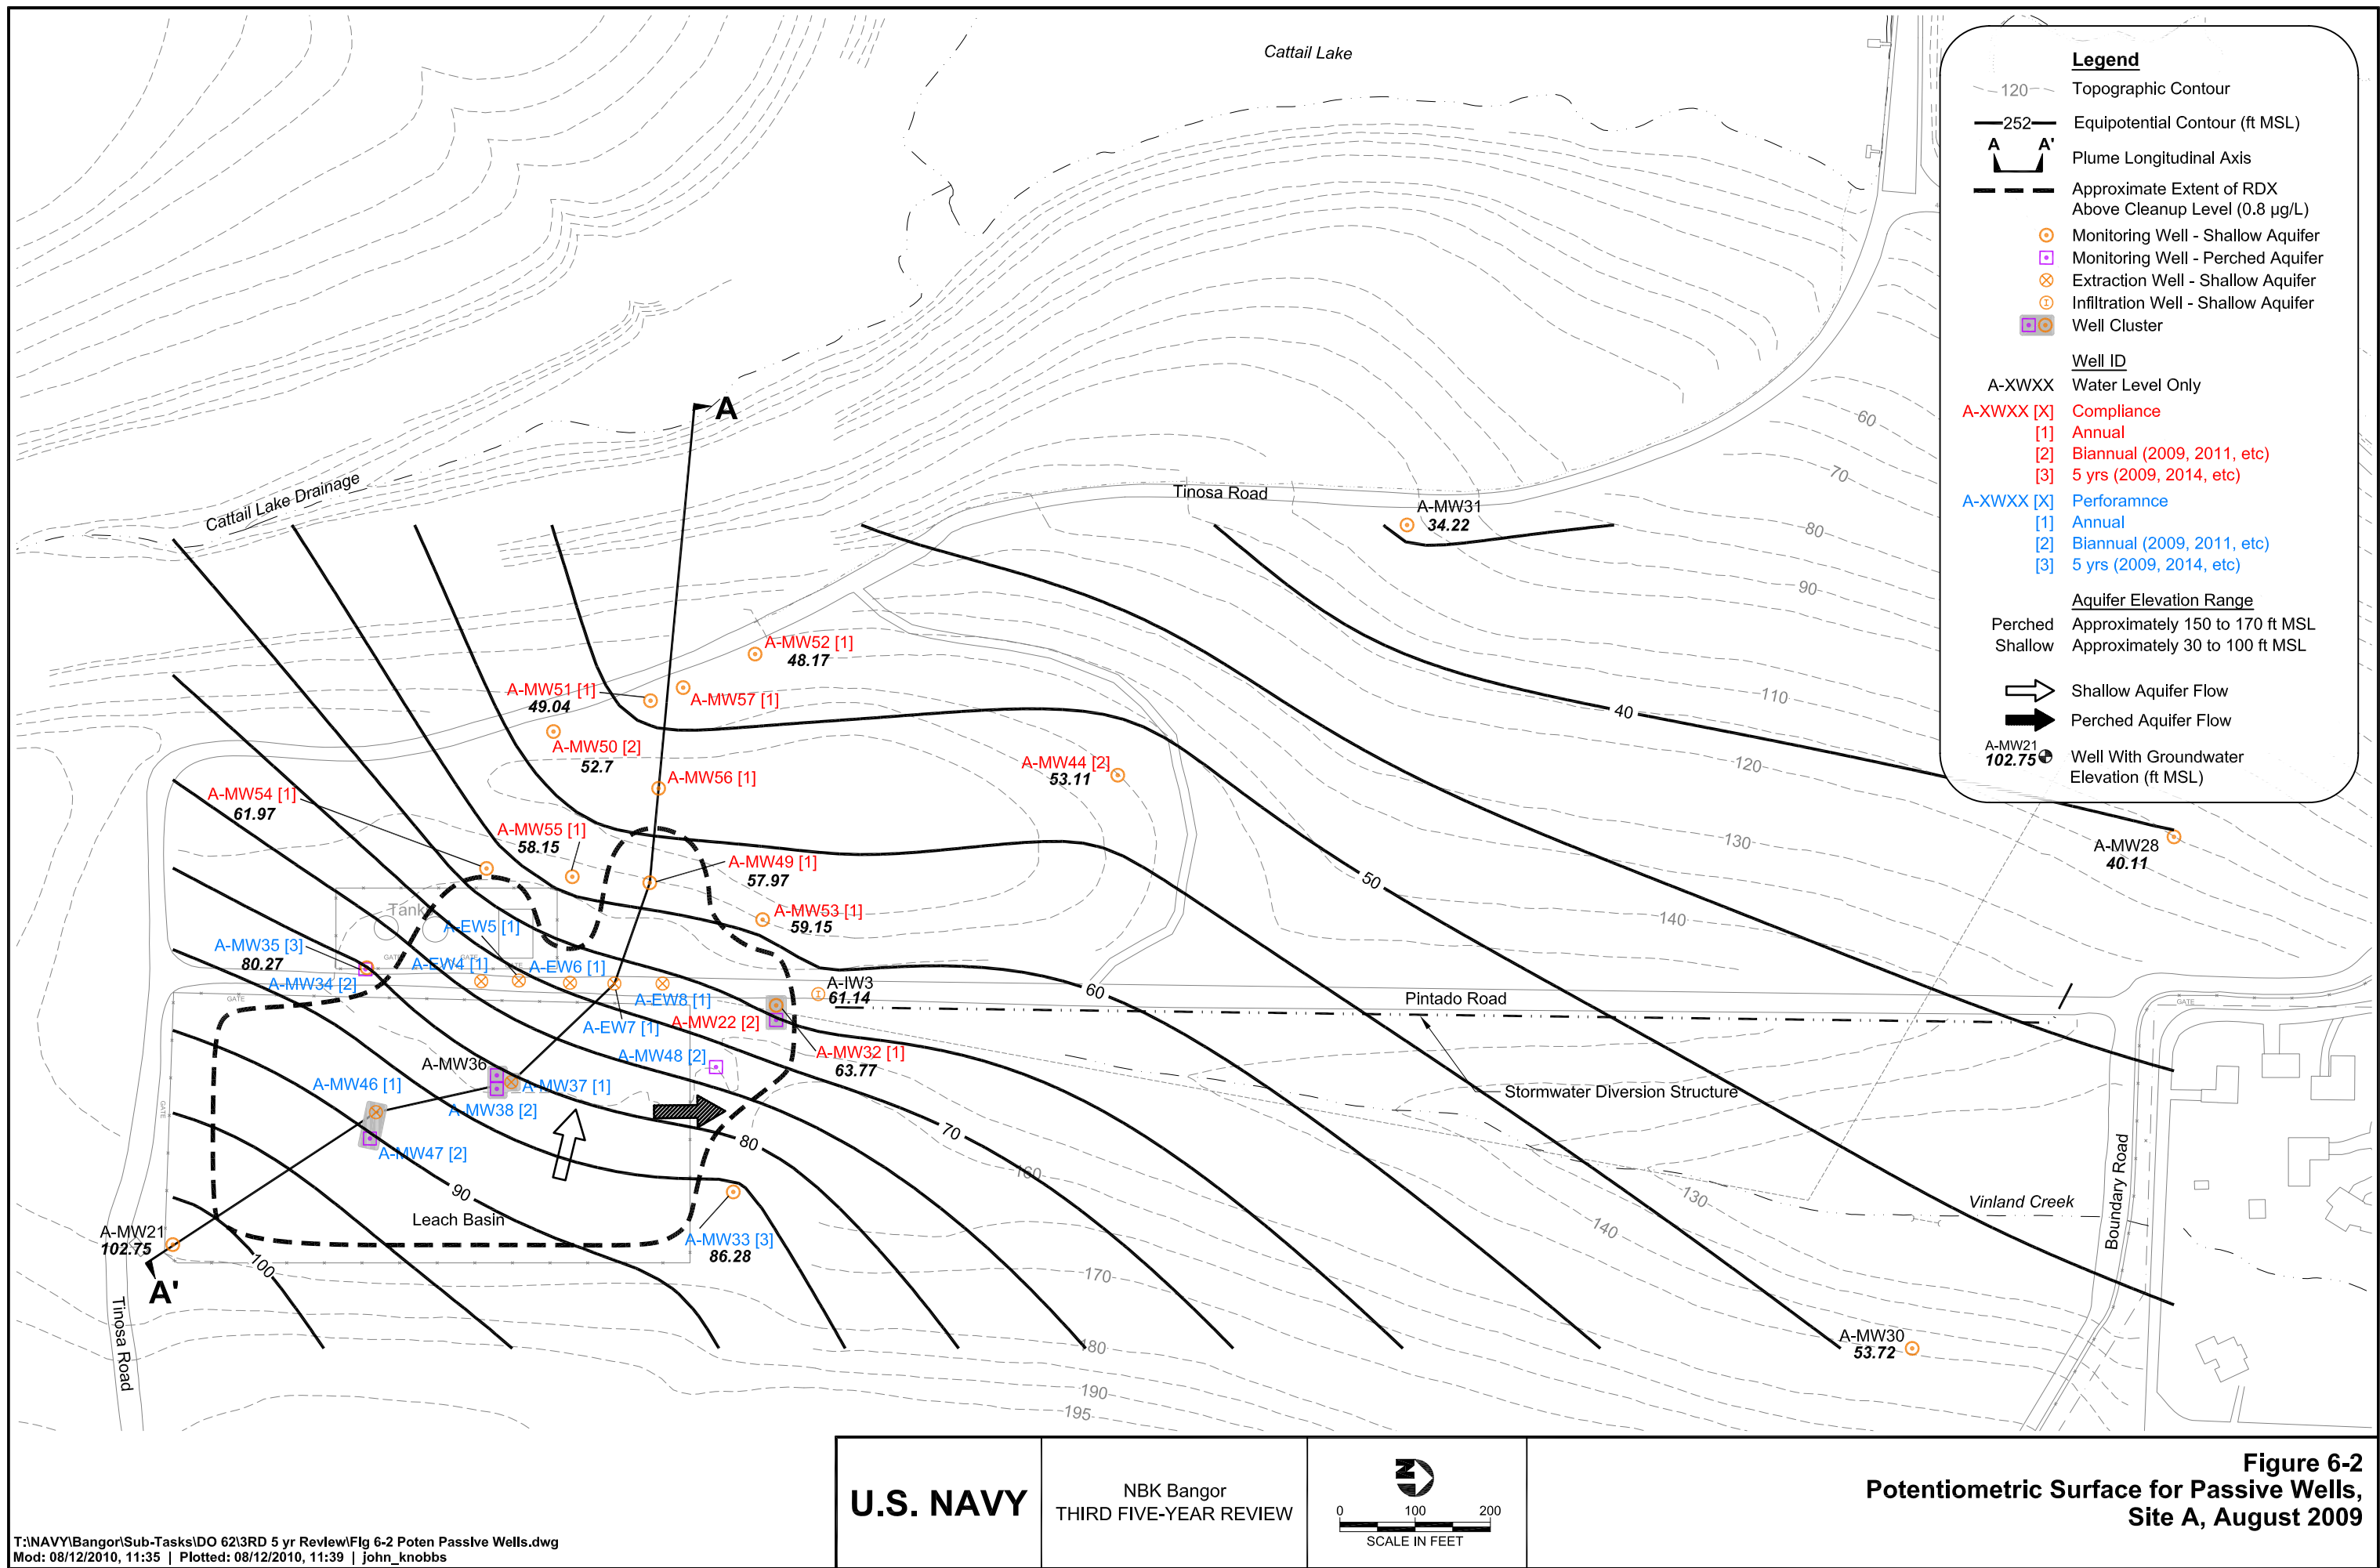 Cattail Lake
Legend
120 Topographic Contour
252 Equipotential Contour (ft MSL)
A A' Plume Longitudinal Axis
Approximate Extent of RDX
Above Cleanup Level (0.8 µg/L)
Monitoring Well - Shallow Aquifer
Monitoring Well - Perched Aquifer
Extraction Well - Shallow Aquifer
Infiltration Well - Shallow Aquifer
Well Cluster
Well ID
A-XWXX Water Level Only
A-XWXX [X] Compliance
[1] Annual
[2] Biannual (2009, 2011, etc)
[3] 5 yrs (2009, 2014, etc)
A-XWXX [X] Perforamnce
[1] Annual
[2] Biannual (2009, 2011, etc)
[3] 5 yrs (2009, 2014, etc)
Aquifer Elevation Range
Perched Approximately 150 to 170 ft MSL
Shallow Approximately 30 to 100 ft MSL
Shallow Aquifer Flow
Perched Aquifer Flow
A-MW21
102.75 Well With Groundwater
Elevation (ft MSL)
A
Cattail Lake Drainage
Tinosa Road
A-MW31
34.22
60
70
80
90
110
120
130
140
A-MW52 [1]
48.17
A-MW51 [1]
49.04
A-MW57 [1]
A-MW50 [2]
52.7
A-MW56 [1]
A-MW44 [2]
53.11
40
A-MW54 [1]
61.97
A-MW55 [1]
58.15
A-MW49 [1]
57.97
A-MW28
40.11
50
Tank
A-MW53 [1]
59.15
A-EW5 [1]
A-MW35 [3]
80.27
GATE
GATE
A-EW4 [1]
A-EW6 [1]
A-MW34 [2]
GATE
A-IW3
61.14
60
Pintado Road
GATE
A-EW8 [1]
A-MW22 [2]
A-EW7 [1]
A-MW48 [2]
A-MW32 [1]
63.77
A-MW36
A-MW37 [1]
A-MW46 [1]
A-MW38 [2]
GATE
Stormwater Diversion Structure
A-MW47 [2]
80
70
160
90
130
140
Vinland Creek
Boundary Road
Leach Basin
A-MW21
102.75
A-MW33 [3]
86.28
100
170
A'
Tinosa Road
180
A-MW30
53.72
190
195
U.S. NAVY
NBK Bangor
THIRD FIVE-YEAR REVIEW
N
0 100 200
SCALE IN FEET
Figure 6-2
Potentiometric Surface for Passive Wells,
Site A, August 2009
T:\NAVY\Bangor\Sub-Tasks\DO 62\3RD 5 yr Review\Fig 6-2 Poten Passive Wells.dwg
Mod: 08/12/2010, 11:35 | Plotted: 08/12/2010, 11:39 | john_knobbs